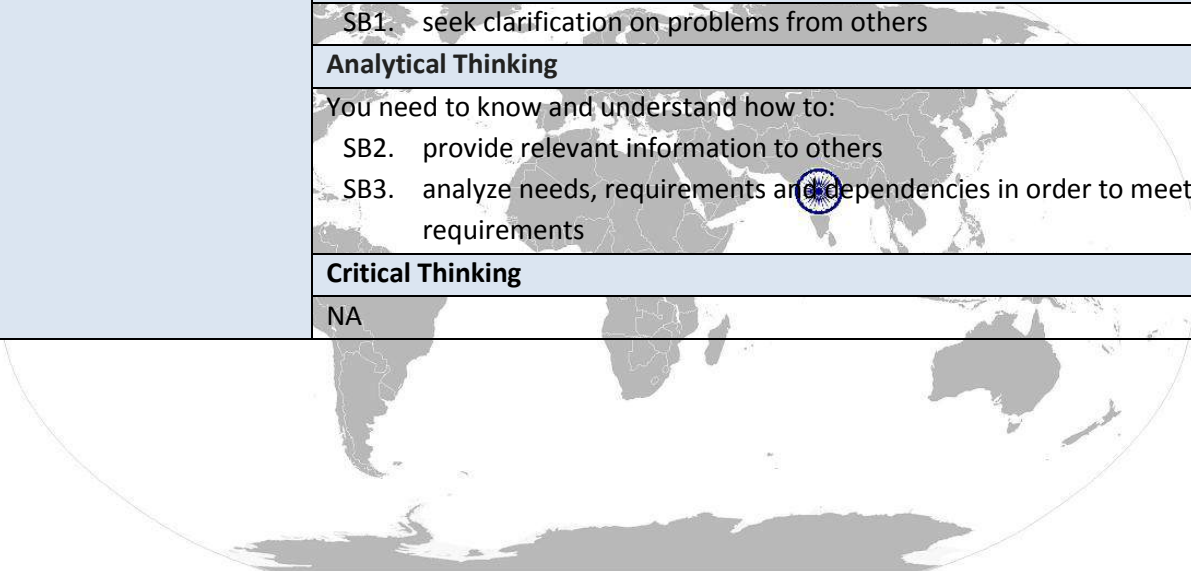 SB1. seek clarification on problems from others
Analytical Thinking
You need to know and understand how to:
SB2. provide relevant information to others
SB3. analyze needs, requirements and dependencies in order to meet
requirements
Critical Thinking
NA